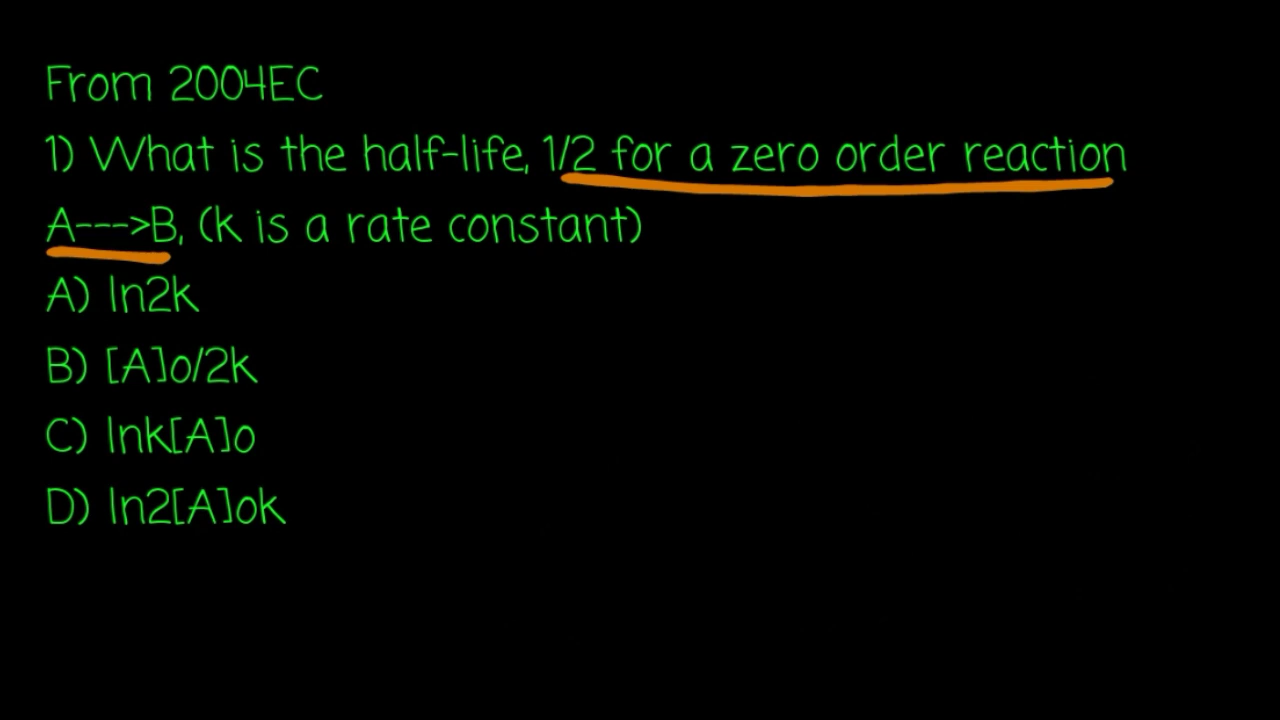 From 2004EC
1) What is the half-life, 1/2 for a zero order reaction
A--->B, (k is a rate constant)
A) ln2k
B) [A]o/2k
C) lnk[A]o
D) ln2[A]ok